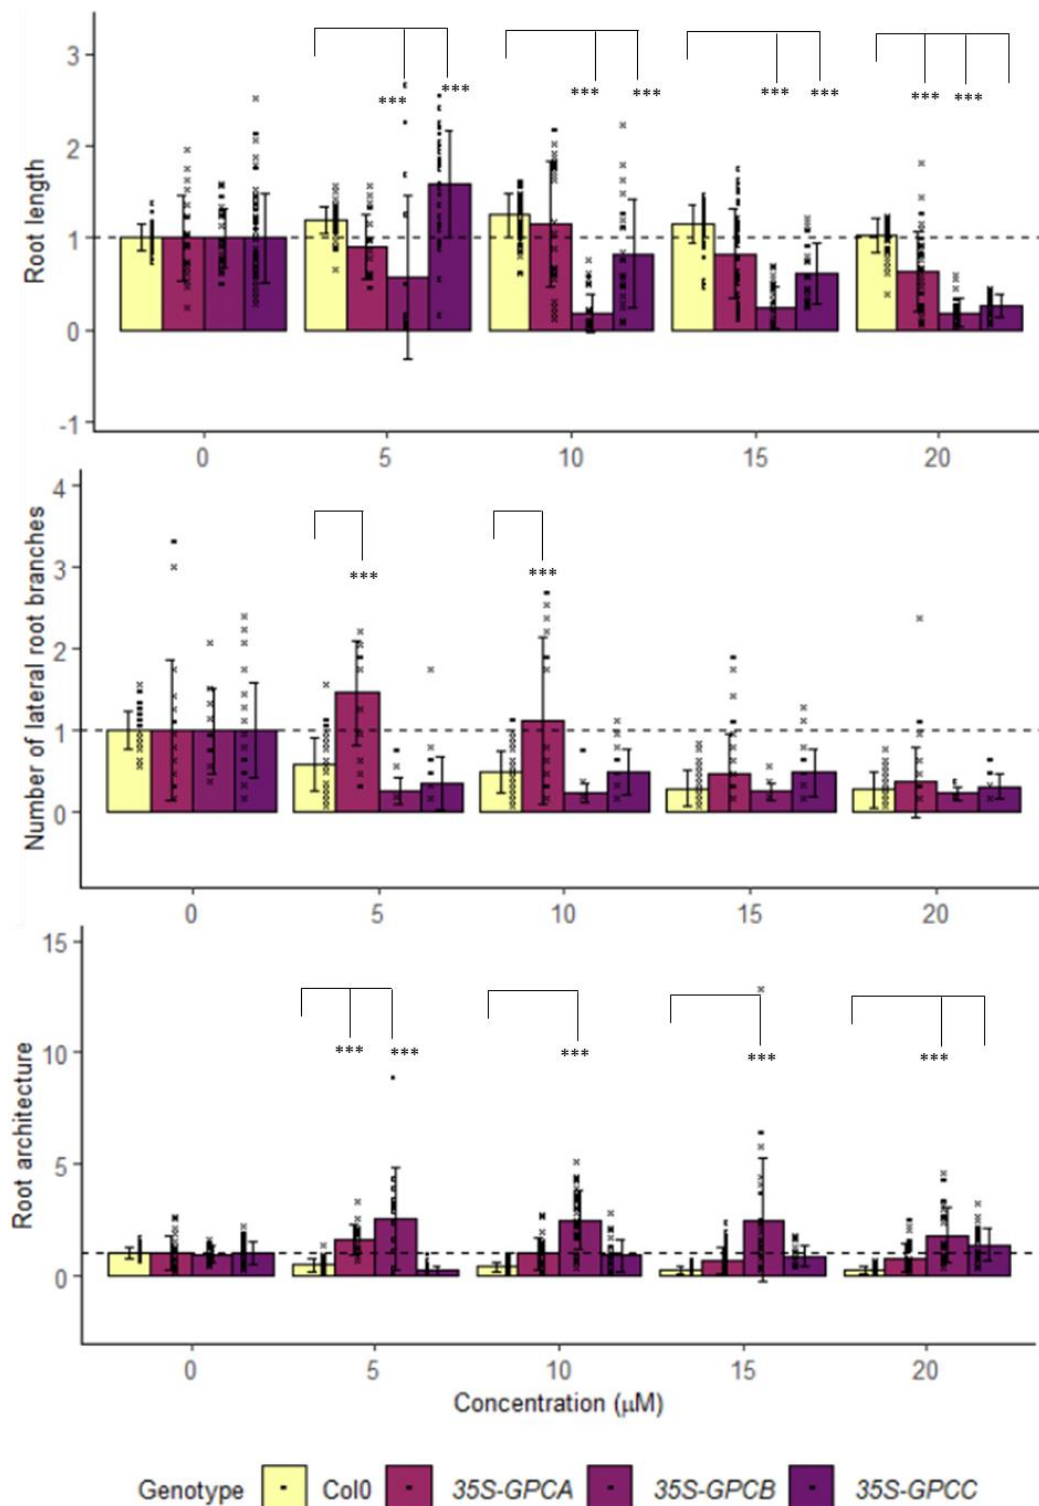 3
*** ***
*** ***
*** ***
*** ***
2
1
0
-1
Root length
0 5 10 15 20
4
3
*** ***
2
1
0
Number of lateral root branches
0 5 10 15 20
15
10
*** ***
***
***
***
5
0
Root architecture
0 5 10 15 20
Concentration (μM)
Genotype Col0 35S-GPCA 35S-GPCB 35S-GPCC